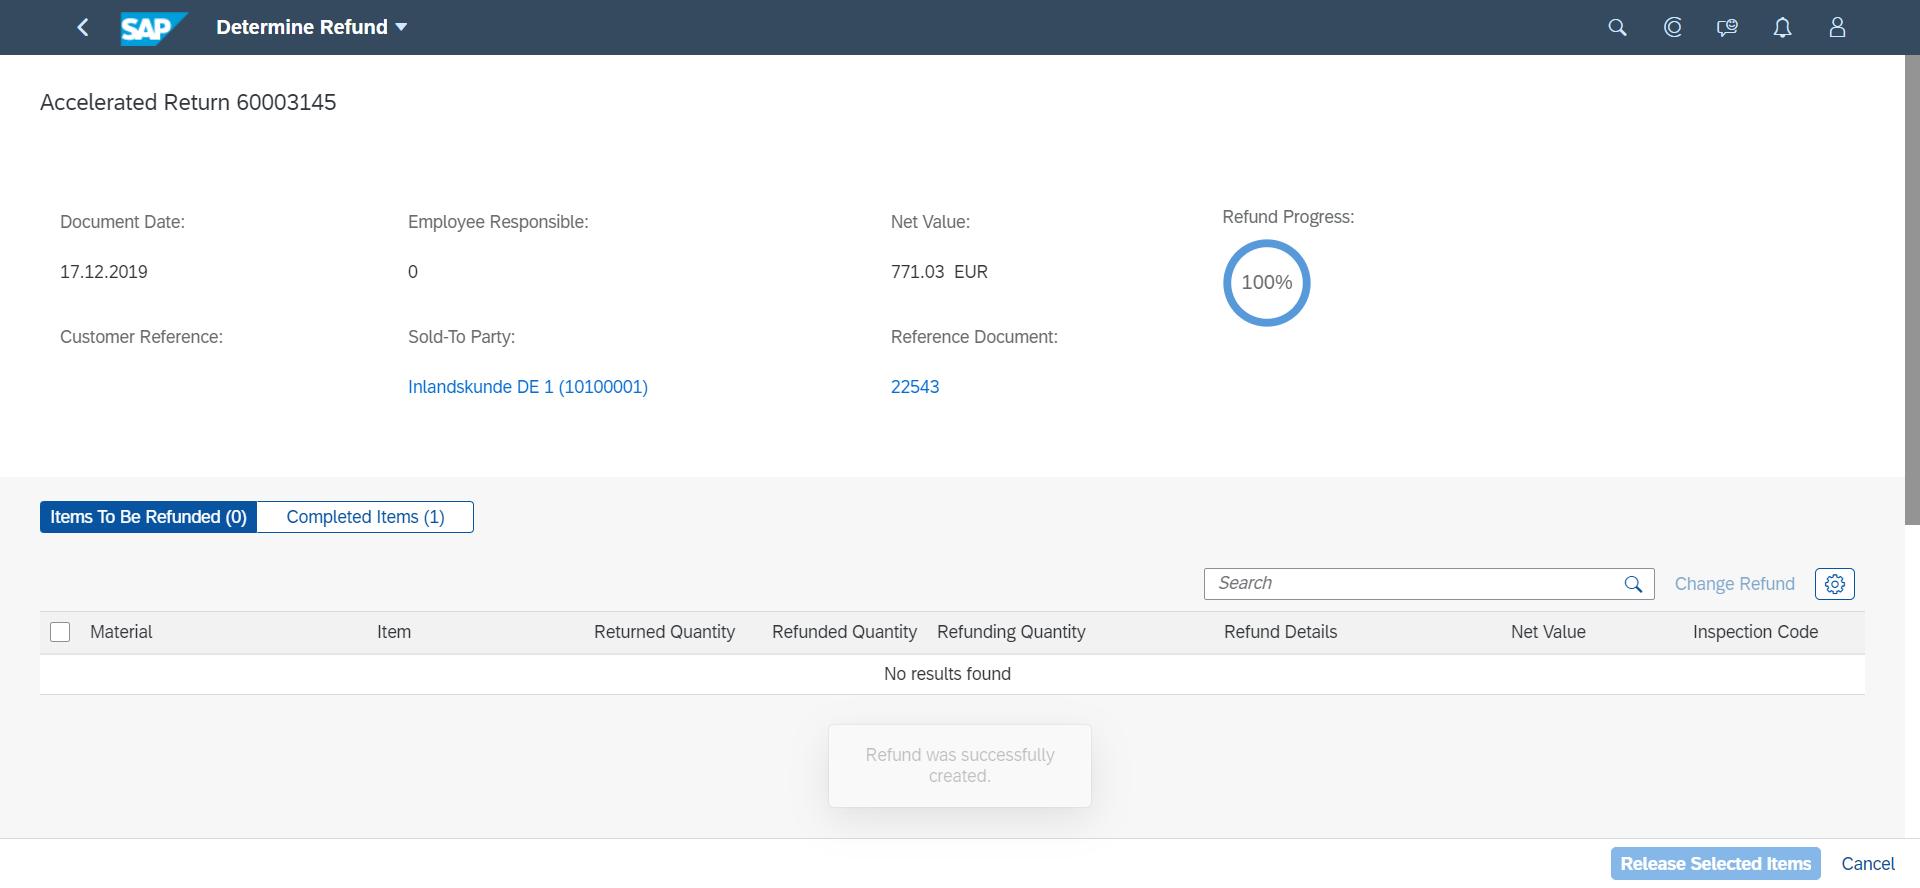 SAP
Determine Refund
Accelerated Return 60003145
Document Date:
Employee Responsible:
Net Value:
Refund Progress:
17.12.2019
0
771.03 EUR
100%
Customer Reference:
Sold-To Party:
Reference Document:
Inlandskunde DE 1 (10100001)
22543
Items To Be Refunded (0)
Completed Items (1)
Search
Change Refund
Material
Item
Returned Quantity
Refunded Quantity
Refunding Quantity
Refund Details
Net Value
Inspection Code
No results found
Refund was successfully
created.
Release Selected Items
Cancel